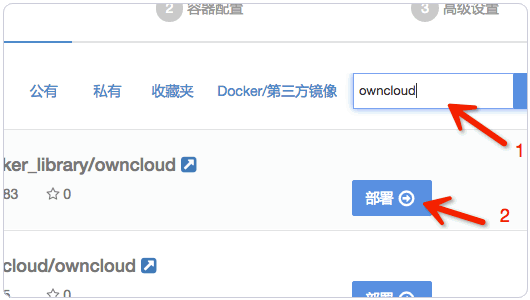 2 容器配置 3 高级设置
公有 私有 收藏夹 Docker/第三方镜像 owncloud
1
ker_library/owncloud
83 0
部署
2
cloud/owncloud
5 0
部署